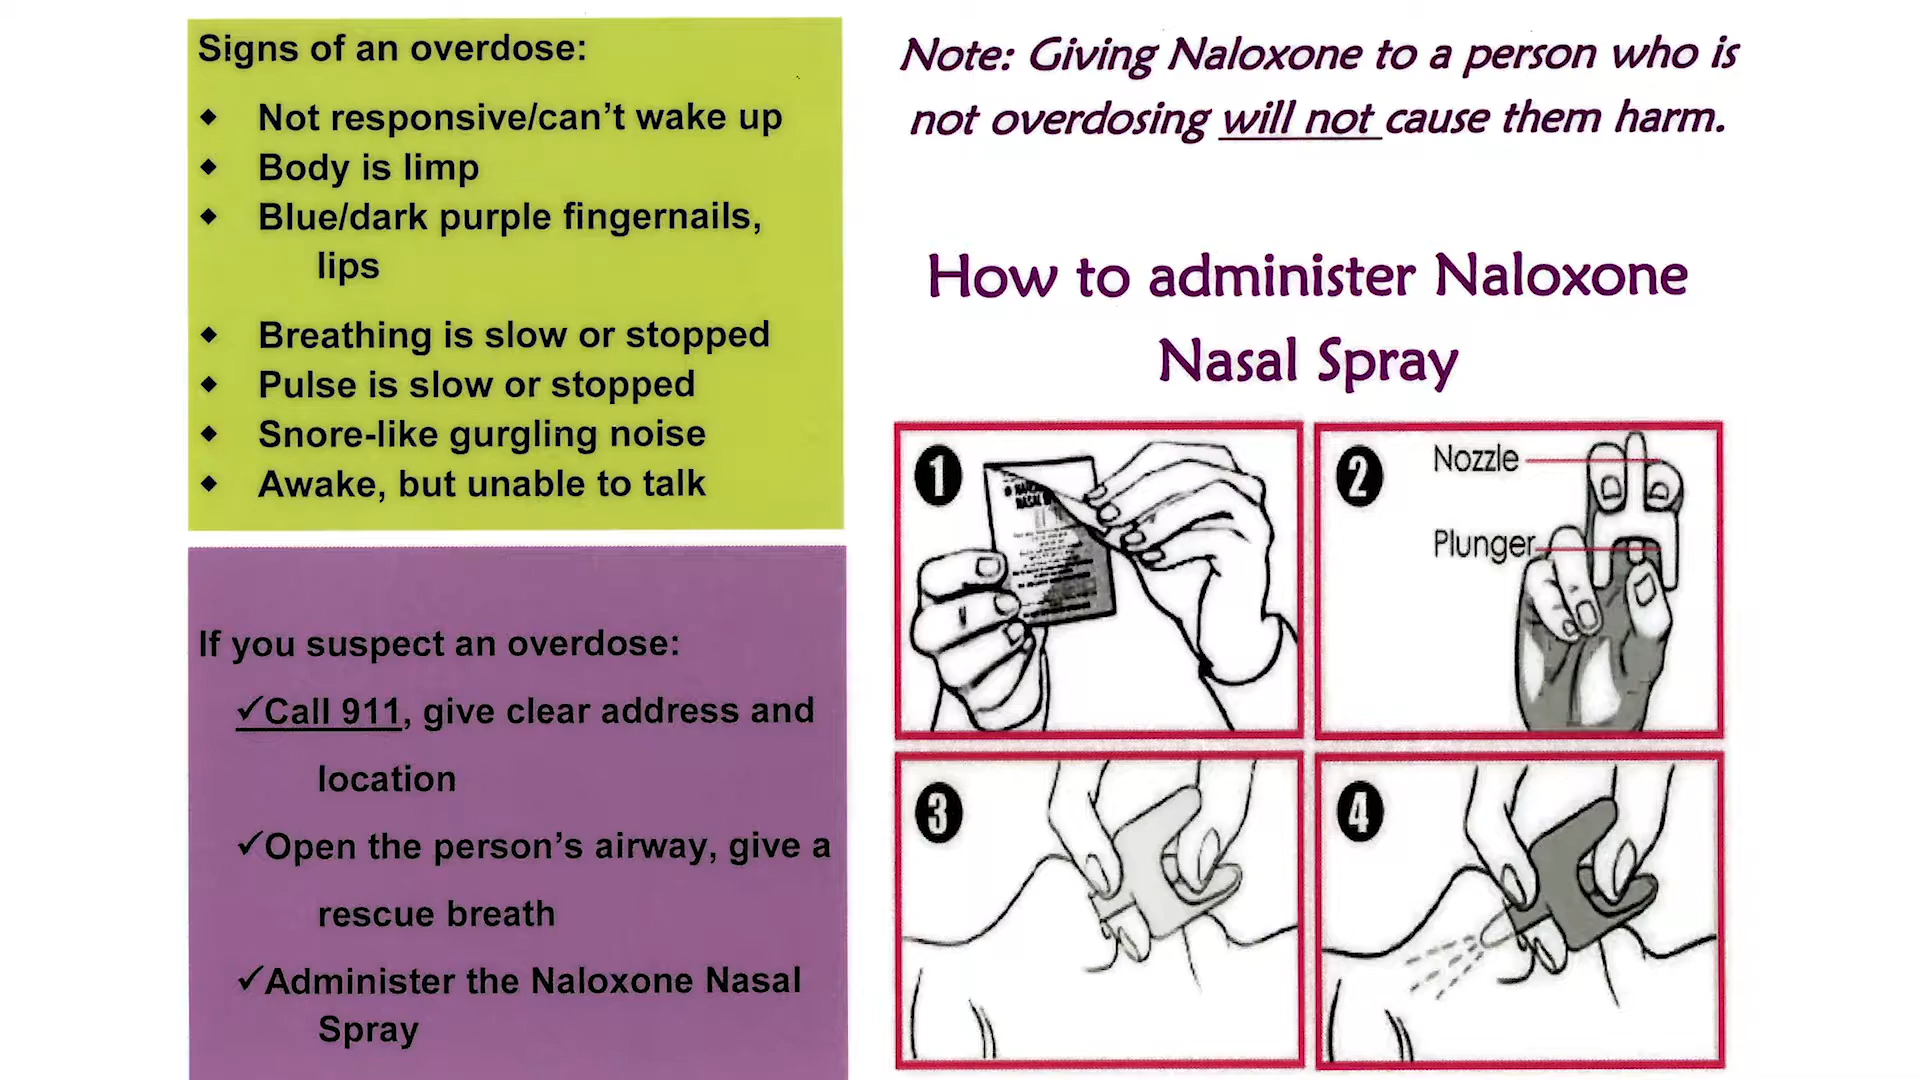 Signs of an overdose:
◆ Not responsive/can't wake up
◆ Body is limp
◆ Blue/dark purple fingernails,
lips
◆ Breathing is slow or stopped
◆ Pulse is slow or stopped
◆ Snore-like gurgling noise
◆ Awake, but unable to talk
If you suspect an overdose:
✓Call 911, give clear address and
location
✓Open the person's airway, give a
rescue breath
✓Administer the Naloxone Nasal
Spray
Note: Giving Naloxone to a person who is
not overdosing will not cause them harm.
How to administer Naloxone
Nasal Spray
1
2
Nozzle
Plunger
3
4